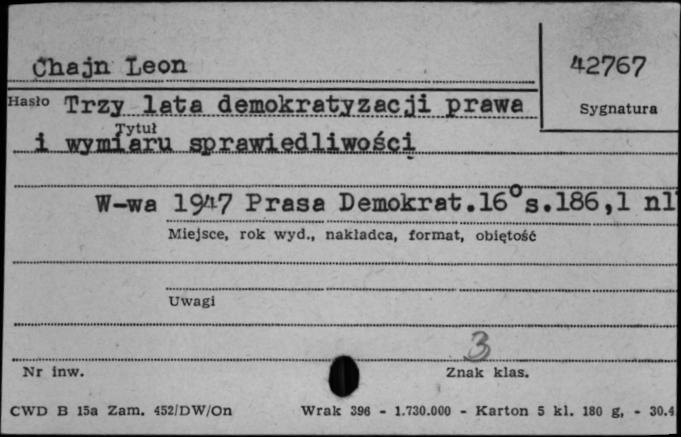 Chajn Leon
42767
Hasło Trzy lata demokratyzacji prawa
Sygnatura
Tytuł
i wymiaru sprawiedliwości
W-wa 1947 Prasa Demokrat.16°s.186,1 nl
Miejsce, rok wyd., nakładca, format, objętość
Uwagi
3
Nr inw.
Znak klas.
CWD B 15a Zam. 452/DW/On
Wrak 396 - 1.730.000 - Karton 5 kl. 180 g, - 30.4